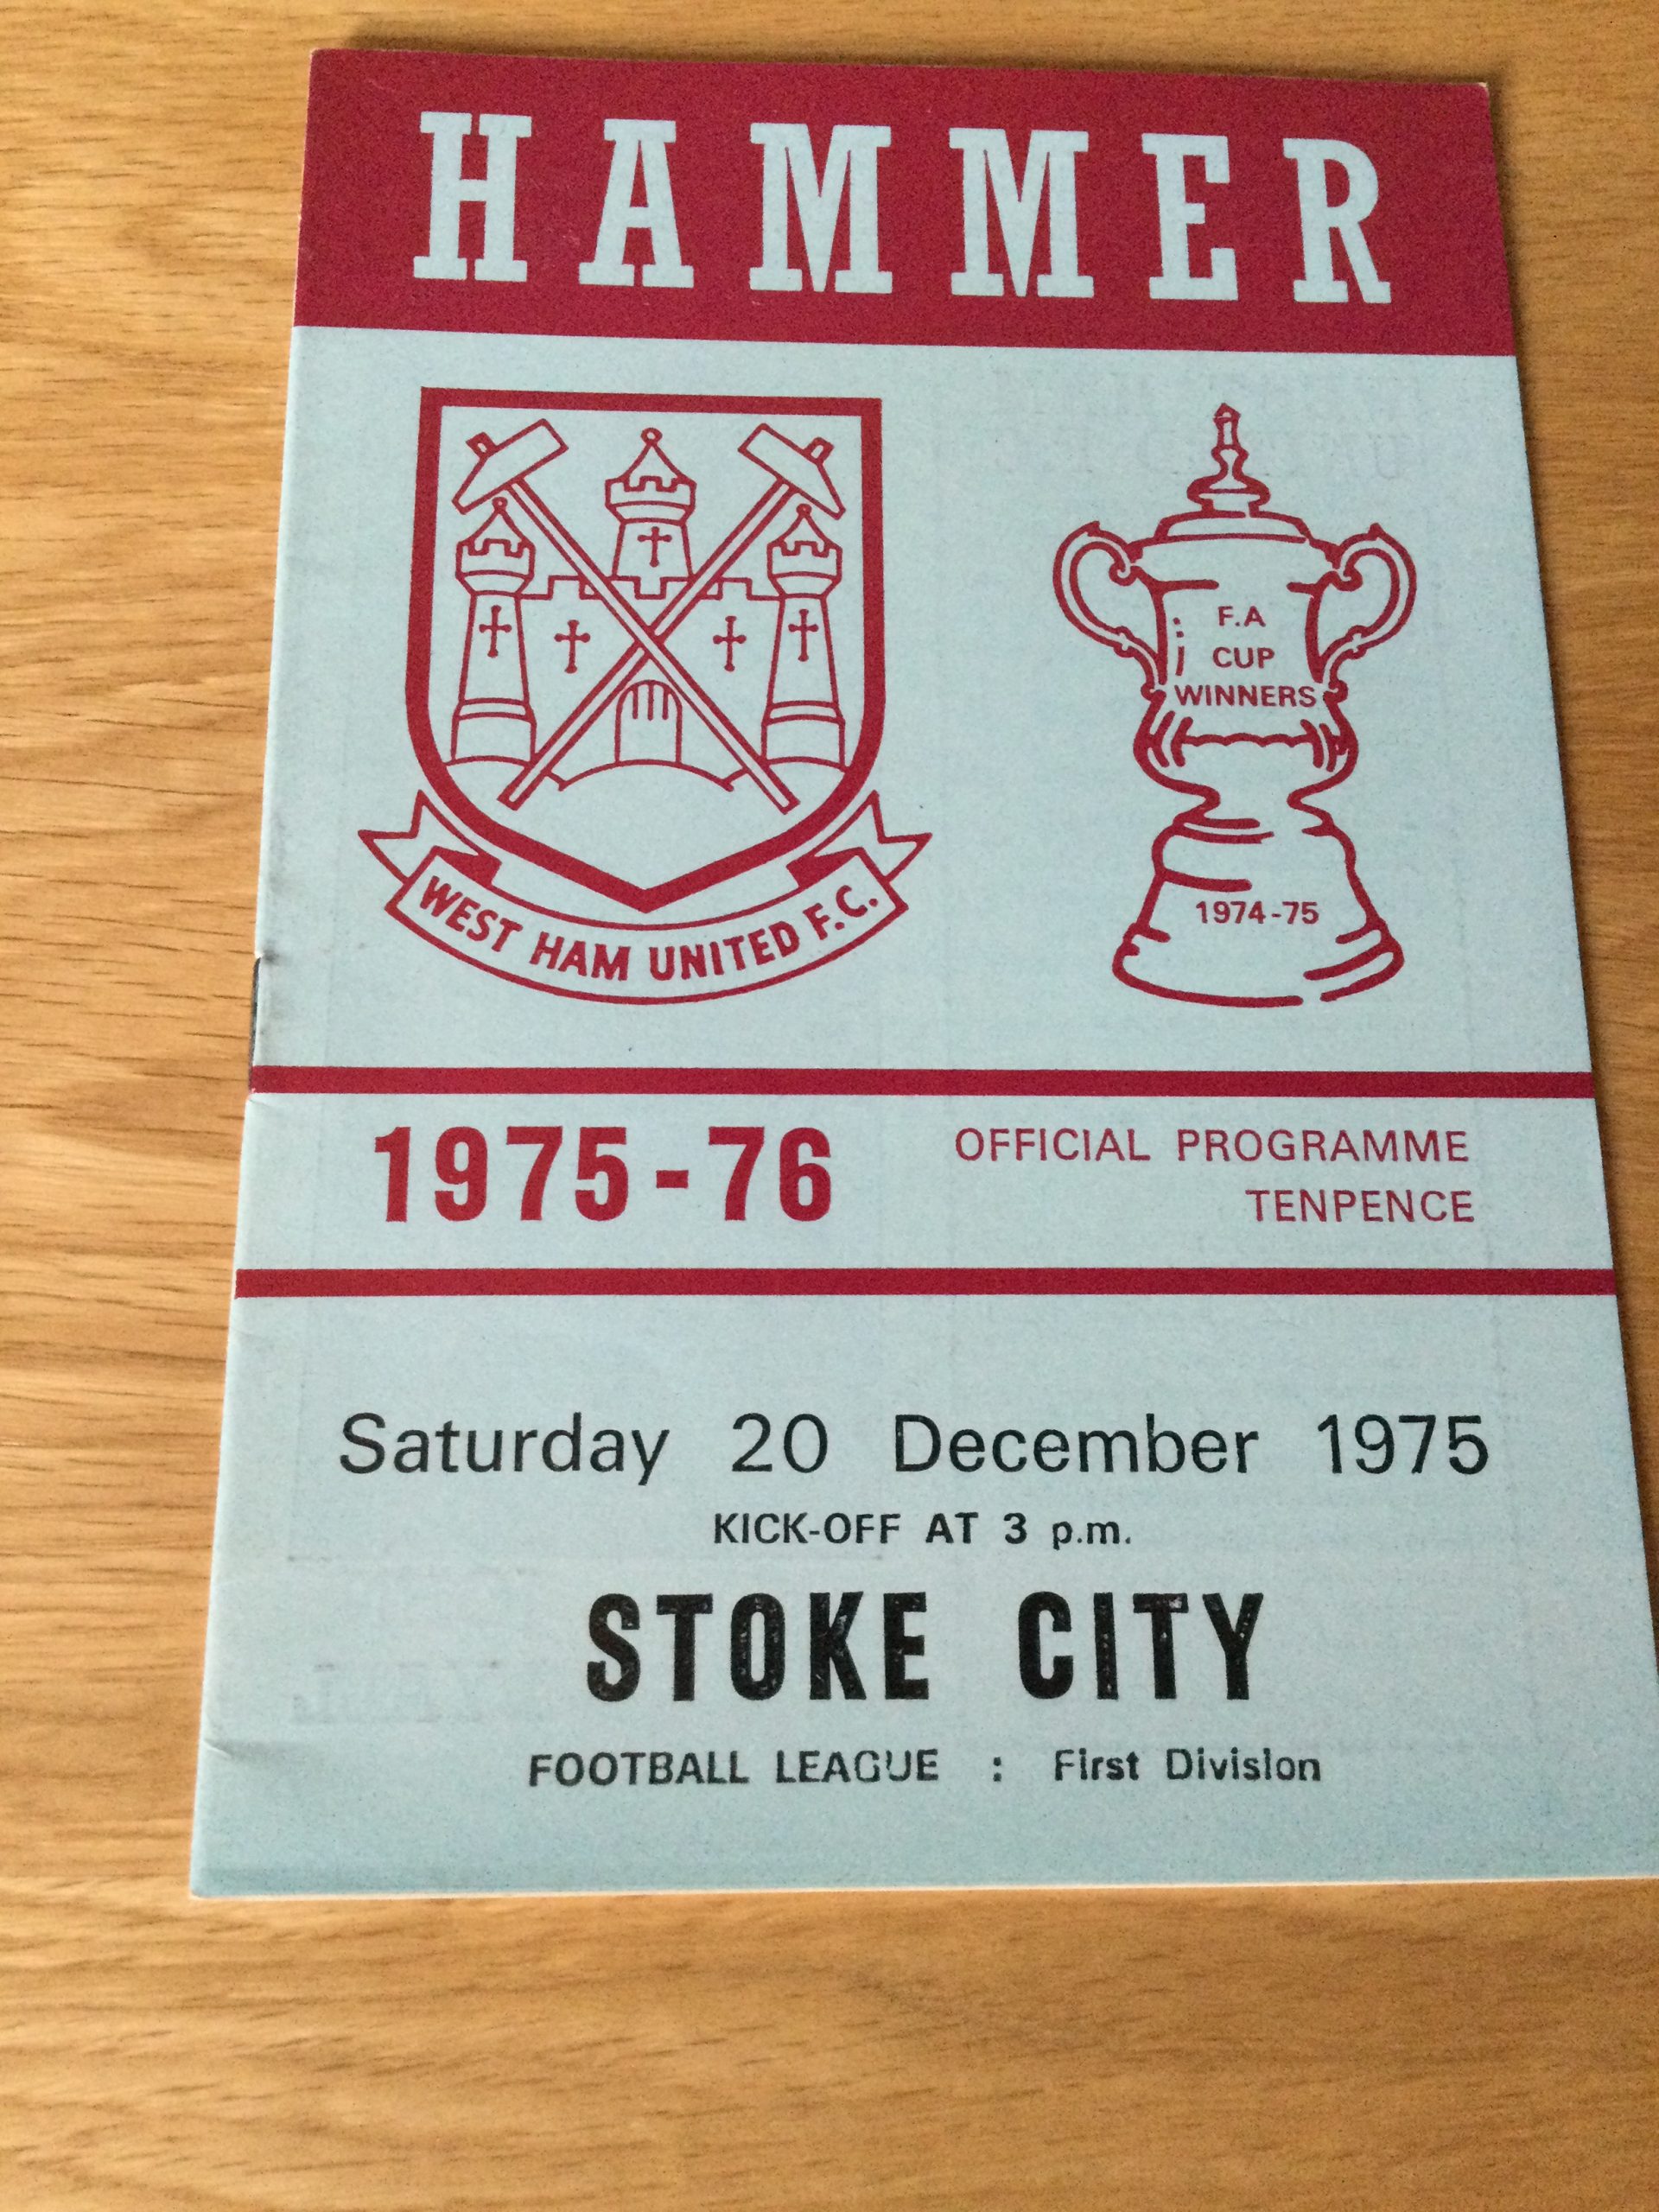 HAMMER
WEST HAM UNITED F.C.
F.A
CUP
WINNERS
1974-75
1975-76
OFFICIAL PROGRAMME
TENPENCE
Saturday 20 December 1975
KICK-OFF AT 3 p.m.
STOKE CITY
FOOTBALL LEAGUE : First Division